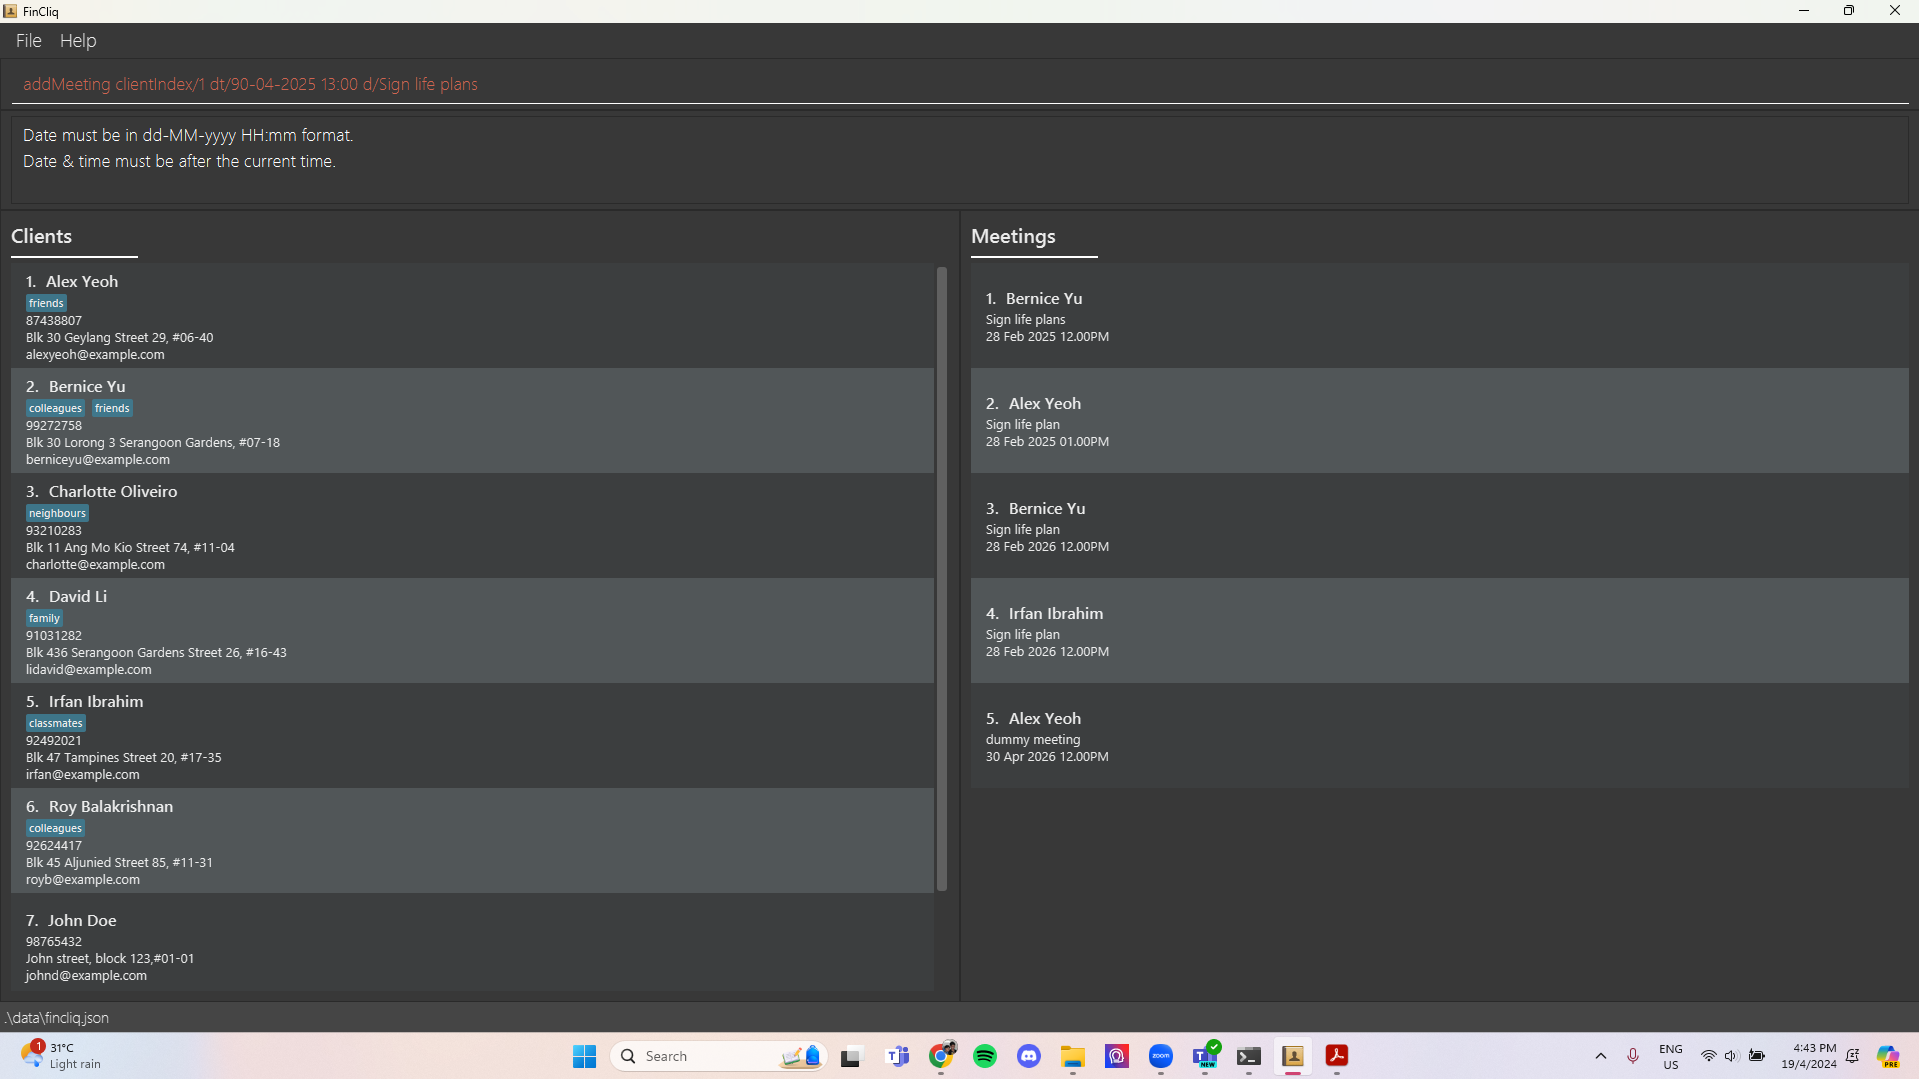 FinCliq
File Help
addMeeting clientIndex/1 dt/90-04-2025 13:00 d/Sign life plans
Date must be in dd-MM-yyyy HH:mm format.
Date & time must be after the current time.
Clients
1. Alex Yeoh
friends
87438807
Blk 30 Geylang Street 29, #06-40
alexyeoh@example.com
2. Bernice Yu
colleagues friends
99272758
Blk 30 Lorong 3 Serangoon Gardens, #07-18
berniceyu@example.com
3. Charlotte Oliveiro
neighbours
93210283
Blk 11 Ang Mo Kio Street 74, #11-04
charlotte@example.com
4. David Li
family
91031282
Blk 436 Serangoon Gardens Street 26, #16-43
lidavid@example.com
5. Irfan Ibrahim
classmates
92492021
Blk 47 Tampines Street 20, #17-35
irfan@example.com
6. Roy Balakrishnan
colleagues
92624417
Blk 45 Aljunied Street 85, #11-31
royb@example.com
7. John Doe
98765432
John street, block 123,#01-01
johnd@example.com
Meetings
1. Bernice Yu
Sign life plans
28 Feb 2025 12.00PM
2. Alex Yeoh
Sign life plan
28 Feb 2025 01.00PM
3. Bernice Yu
Sign life plan
28 Feb 2026 12.00PM
4. Irfan Ibrahim
Sign life plan
28 Feb 2026 12.00PM
5. Alex Yeoh
dummy meeting
30 Apr 2026 12.00PM
.\data\fincliq.json
1
31°C
Light rain
Search
zoom
NEW
ENG
US
4:43 PM
19/4/2024
PRE